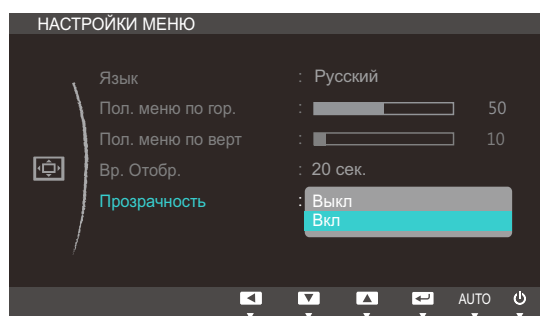 НАСТРОЙКИ МЕНЮ
Язык : Русский
Пол. меню по гор. : 50
Пол. меню по верт : 10
Вр. Отобр. : 20 сек.
Прозрачность : Выкл
Вкл
AUTO